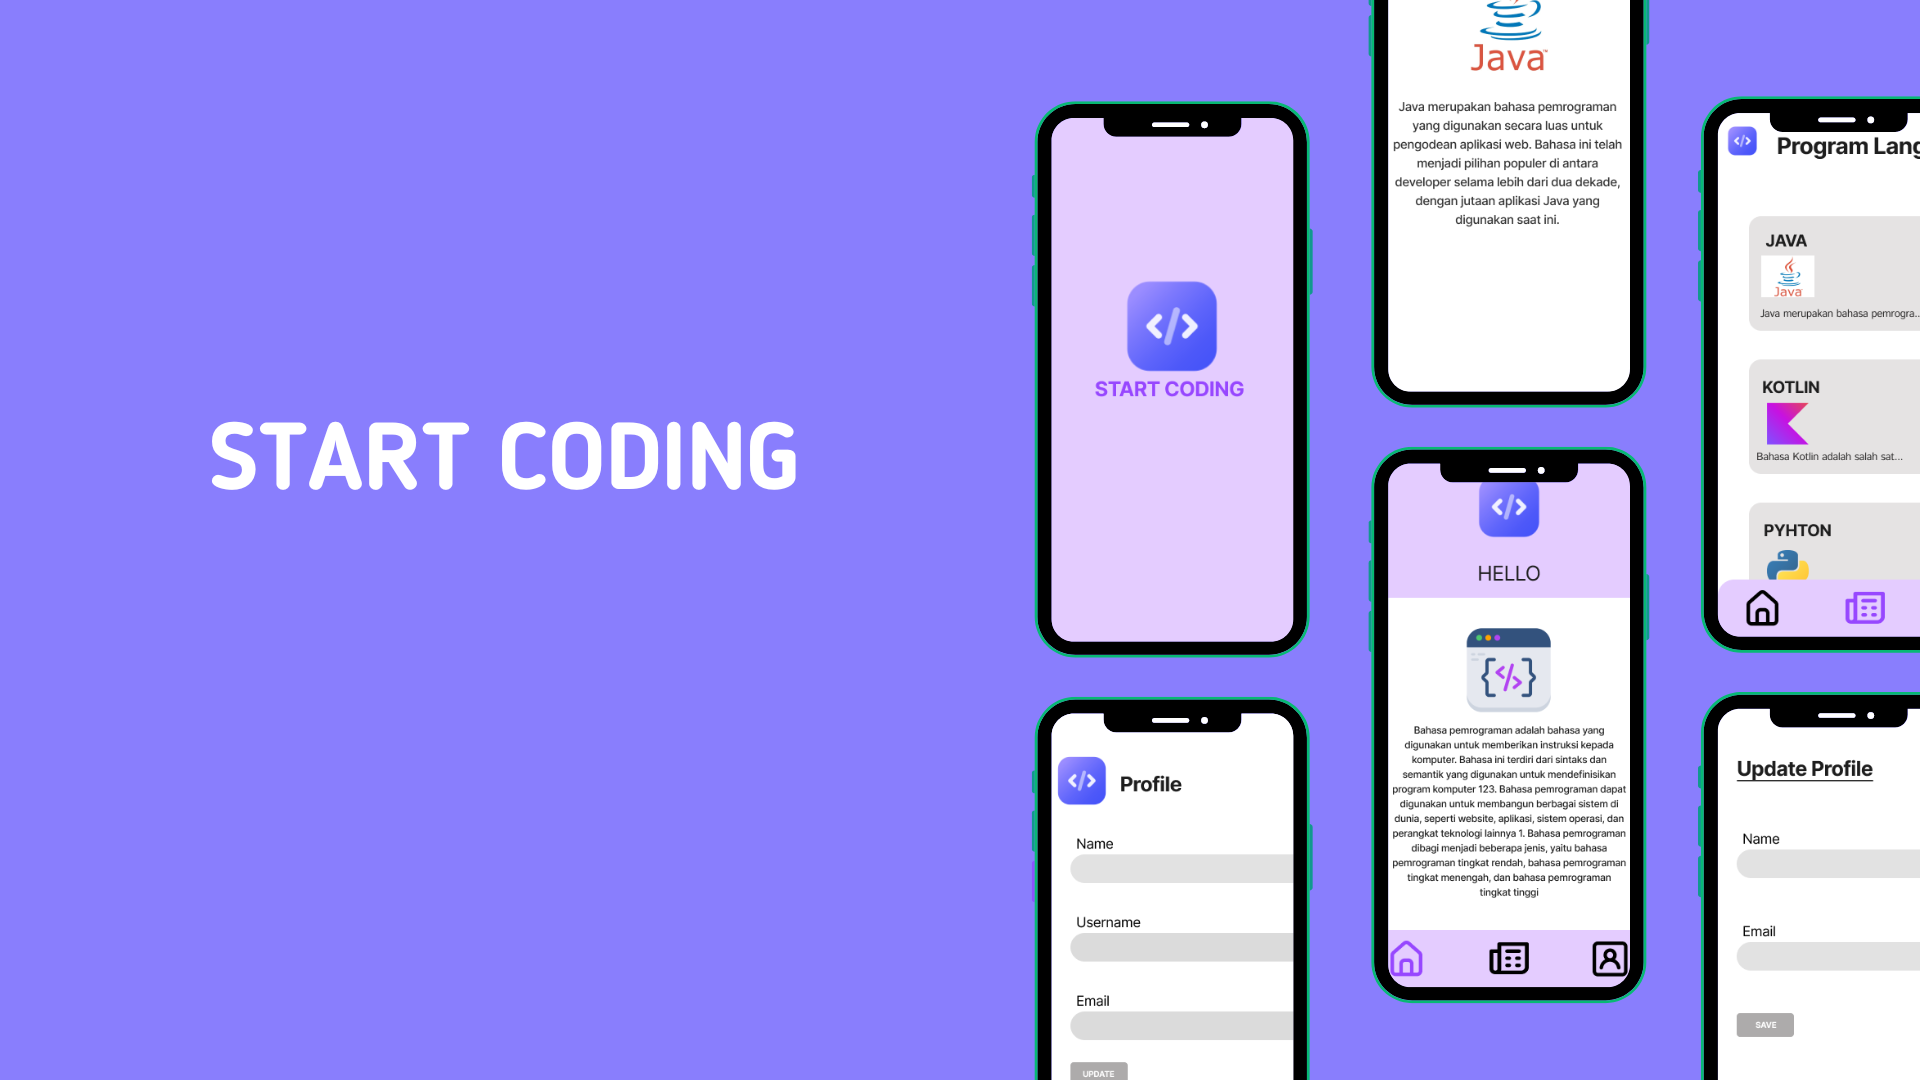 START CODING
START CODING
Java
Java merupakan bahasa pemrograman
yang digunakan secara luas untuk
pengodean aplikasi web. Bahasa ini telah
menjadi pilihan populer di antara
developer selama lebih dari dua dekade,
dengan jutaan aplikasi Java yang
digunakan saat ini.
Program Lang
JAVA
Java
Java merupakan bahasa pemrogra...
KOTLIN
Bahasa Kotlin adalah salah sat...
PYHTON
HELLO
Bahasa pemrograman adalah bahasa yang
digunakan untuk memberikan instruksi kepada
komputer. Bahasa ini terdiri dari sintaks dan
semantik yang digunakan untuk mendefinisikan
program komputer 123. Bahasa pemrograman dapat
digunakan untuk membangun berbagai sistem di
dunia, seperti website, aplikasi, sistem operasi, dan
perangkat teknologi lainnya 1. Bahasa pemrograman
dibagi menjadi beberapa jenis, yaitu bahasa
pemrograman tingkat rendah, bahasa pemrograman
tingkat menengah, dan bahasa pemrograman
tingkat tinggi
Profile
Name
Username
Email
UPDATE
Update Profile
Name
Email
SAVE